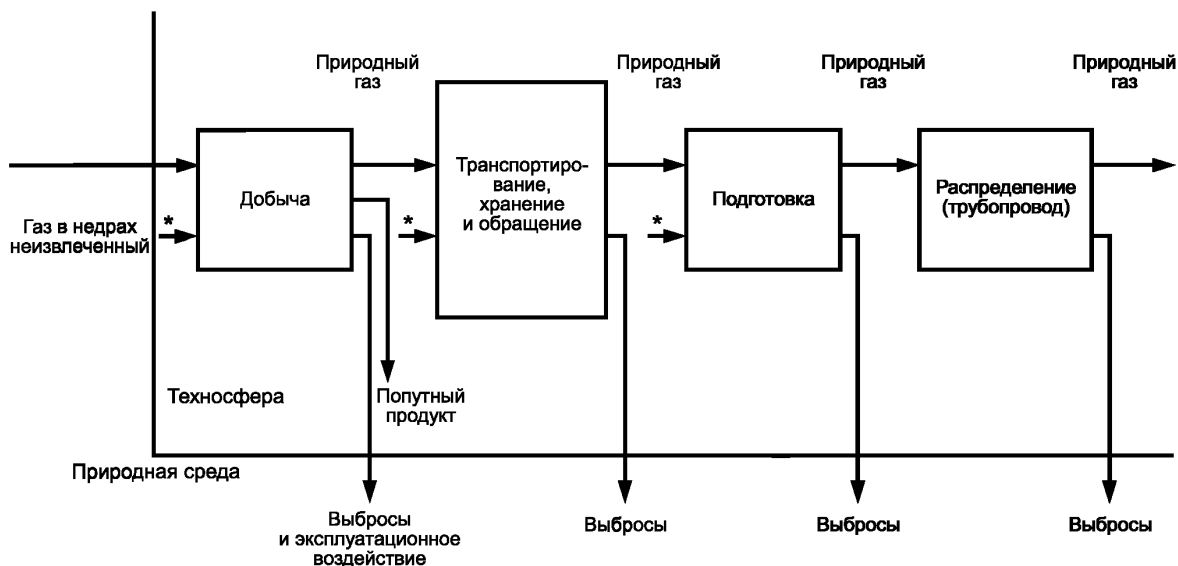 Природный
газ
Природный
газ
Природный
газ
Природный
газ
Газ в недрах
неизвлеченный
*
Добыча
*
Транспортиро-
вание,
хранение
и обращение
*
Подготовка
Распределение
(трубопровод)
Техносфера
Попутный
продукт
Природная среда
Выбросы
и эксплуатационное
воздействие
Выбросы
Выбросы
Выбросы